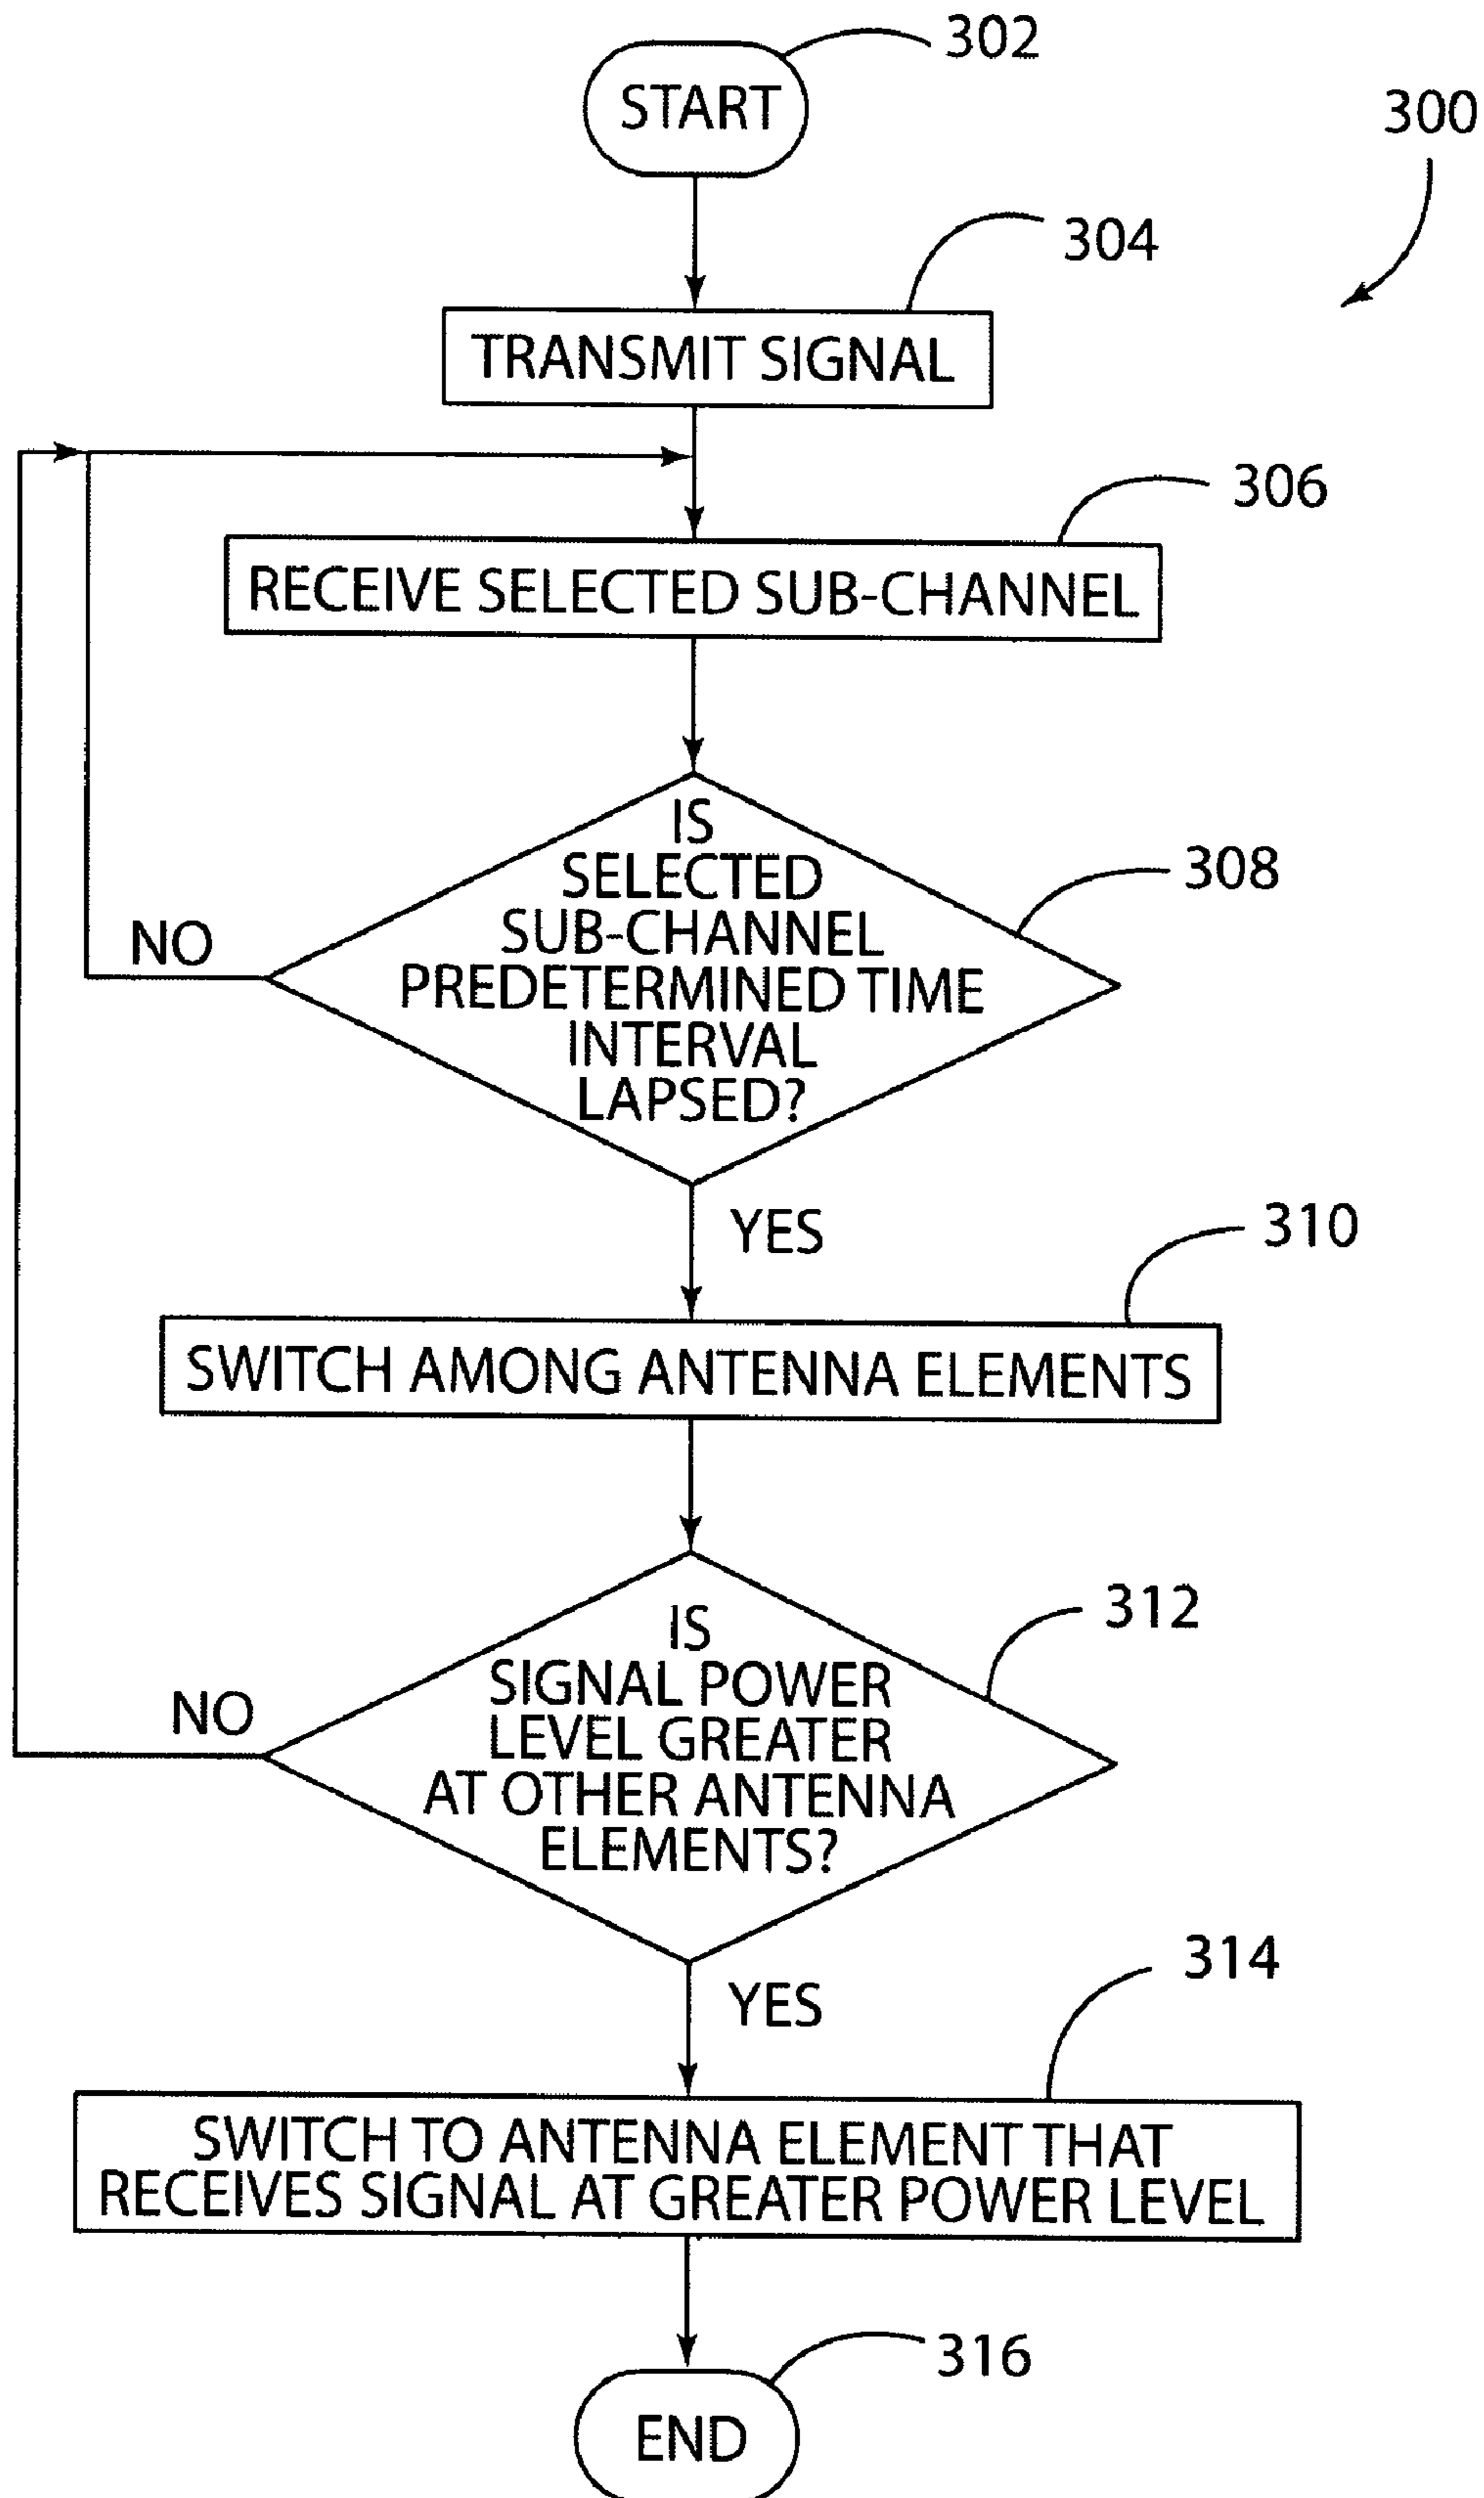 302
START
300
304
TRANSMIT SIGNAL
306
RECEIVE SELECTED SUB-CHANNEL
IS
SELECTED
SUB-CHANNEL
PREDETERMINED TIME
INTERVAL
LAPSED?
308
NO
YES
310
SWITCH AMONG ANTENNA ELEMENTS
312
IS
SIGNAL POWER
LEVEL GREATER
AT OTHER ANTENNA
ELEMENTS?
NO
YES
314
SWITCH TO ANTENNA ELEMENT THAT
RECEIVES SIGNAL AT GREATER POWER LEVEL
316
END